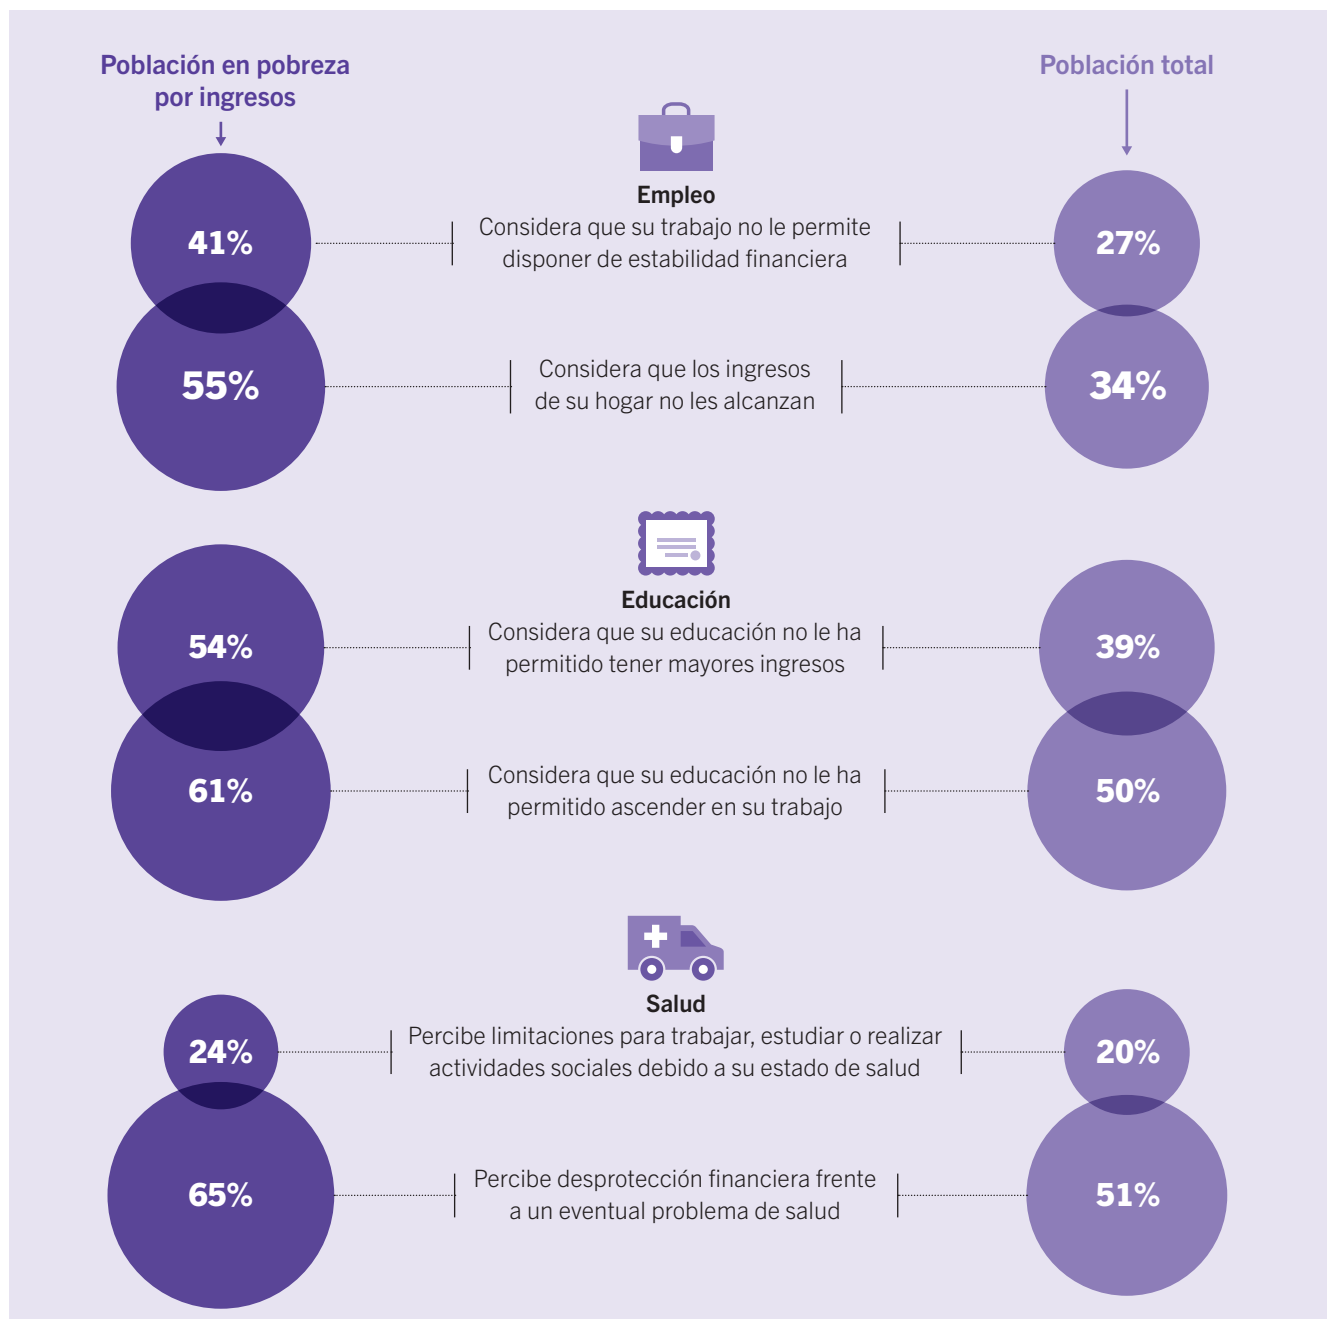 Población en pobreza
por ingresos
Población total
Empleo
41%
Considera que su trabajo no le permite
disponer de estabilidad financiera
27%
55%
Considera que los ingresos
de su hogar no les alcanzan
34%
Educación
54%
Considera que su educación no le ha
permitido tener mayores ingresos
39%
61%
Considera que su educación no le ha
permitido ascender en su trabajo
50%
Salud
24%
Percibe limitaciones para trabajar, estudiar o realizar
actividades sociales debido a su estado de salud
20%
65%
Percibe desprotección financiera frente
a un eventual problema de salud
51%